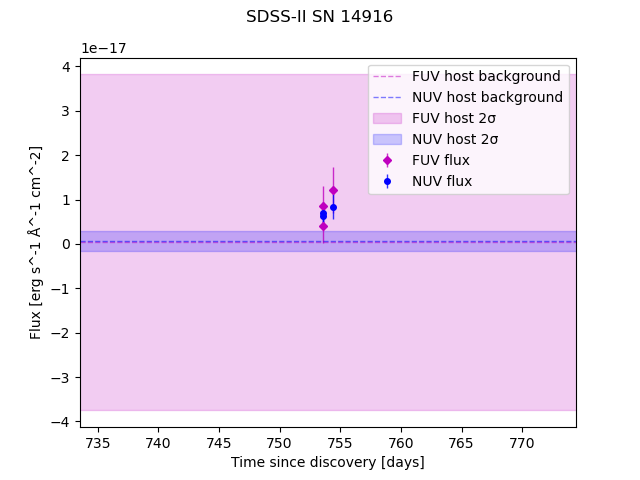 SDSS-II SN 14916
1e−17
4
3
2
1
0
−1
−2
−3
−4
Flux [erg s^-1 Å^-1 cm^-2]
FUV host background
NUV host background
FUV host 2σ
NUV host 2σ
FUV flux
NUV flux
735 740 745 750 755 760 765 770
Time since discovery [days]